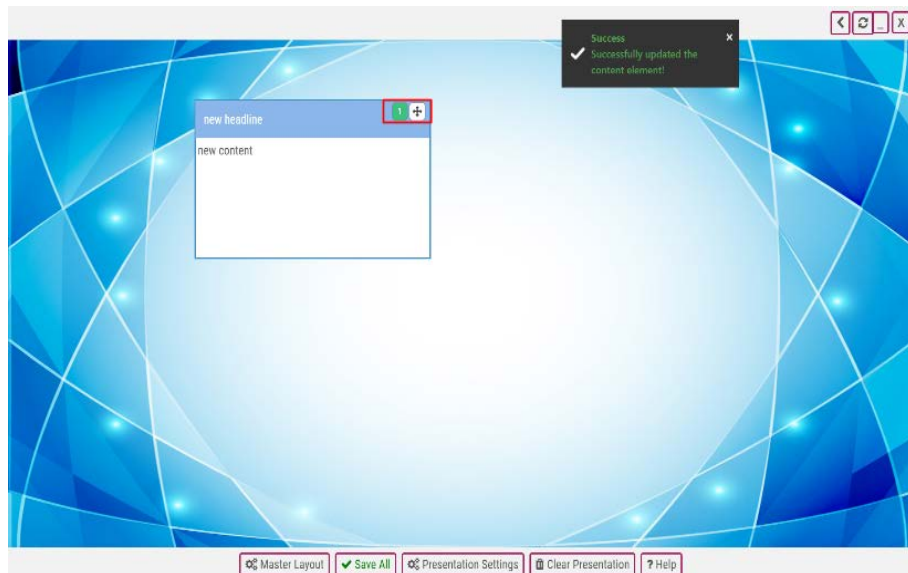 _
X
Success
x
Successfully updated the
content element!
1
new headline
new content
Master Layout
Save All
Presentation Settings
Clear Presentation
? Help